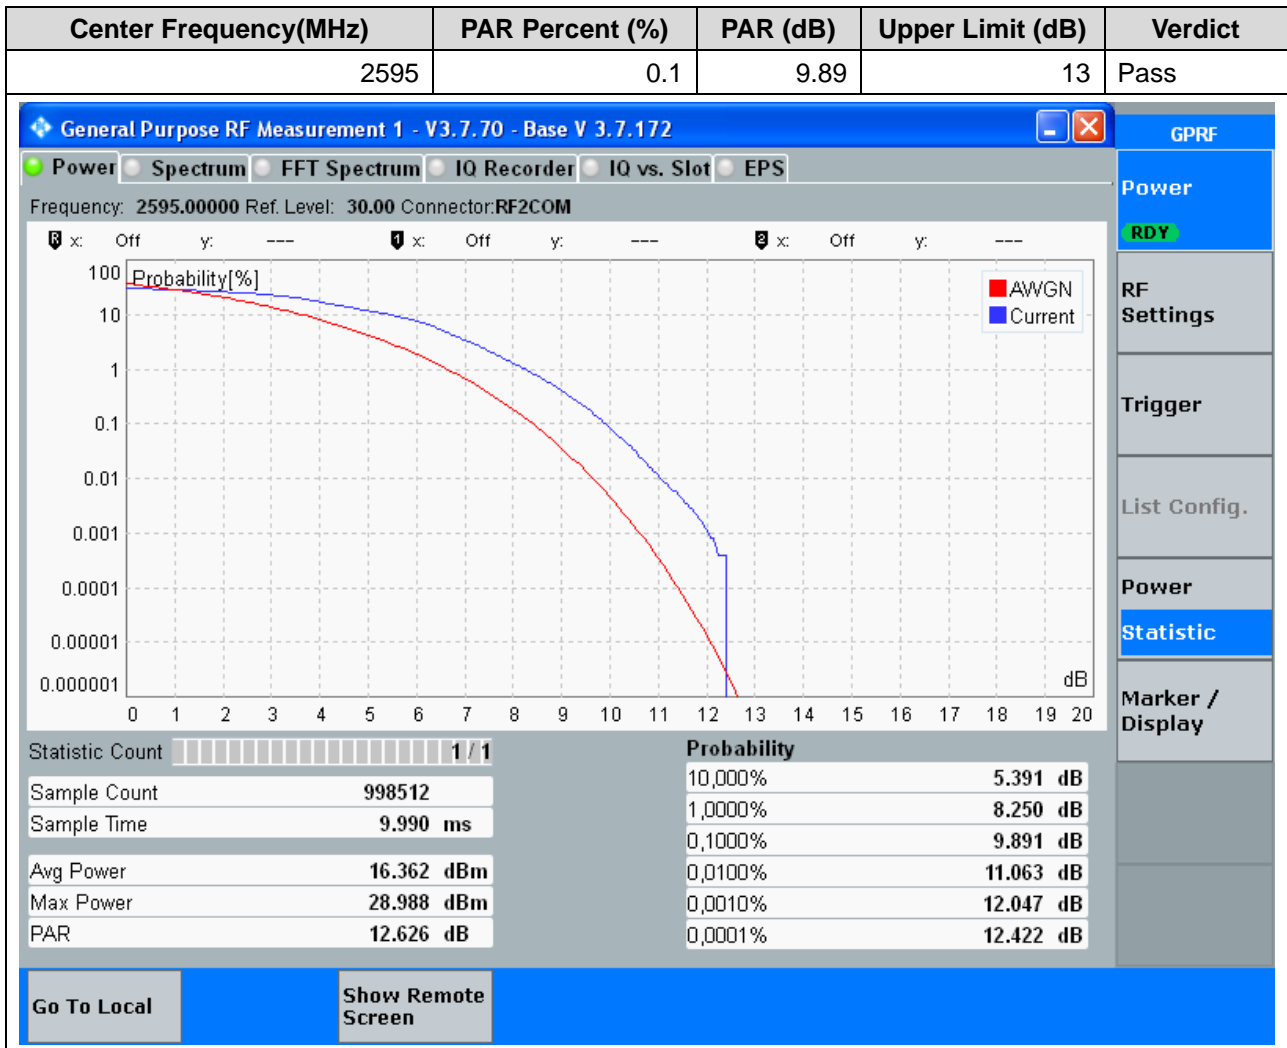 Center Frequency(MHz) PAR Percent (%) PAR (dB) Upper Limit (dB) Verdict
2595 0.1 9.89 13 Pass
General Purpose RF Measurement 1 - V3.7.70 - Base V 3.7.172
GPRF
Power Spectrum FFT Spectrum IQ Recorder IQ vs. Slot EPS
Power
RDY
Frequency: 2595.00000 Ref. Level: 30.00 Connector:RF2COM
R x: Off y: --- 1 x: Off y: --- 2 x: Off y: ---
Probability[%]
AWGN
Current
100
10
1
0.1
0.01
0.001
0.0001
0.00001
0.000001
dB
0 1 2 3 4 5 6 7 8 9 10 11 12 13 14 15 16 17 18 19 20
RF
Settings
Trigger
List Config.
Power
Statistic
Marker /
Display
Statistic Count 1 / 1
Sample Count 998512
Sample Time 9.990 ms
Avg Power 16.362 dBm
Max Power 28.988 dBm
PAR 12.626 dB
Probability
10,000% 5.391 dB
1,0000% 8.250 dB
0,1000% 9.891 dB
0,0100% 11.063 dB
0,0010% 12.047 dB
0,0001% 12.422 dB
Go To Local
Show Remote
Screen